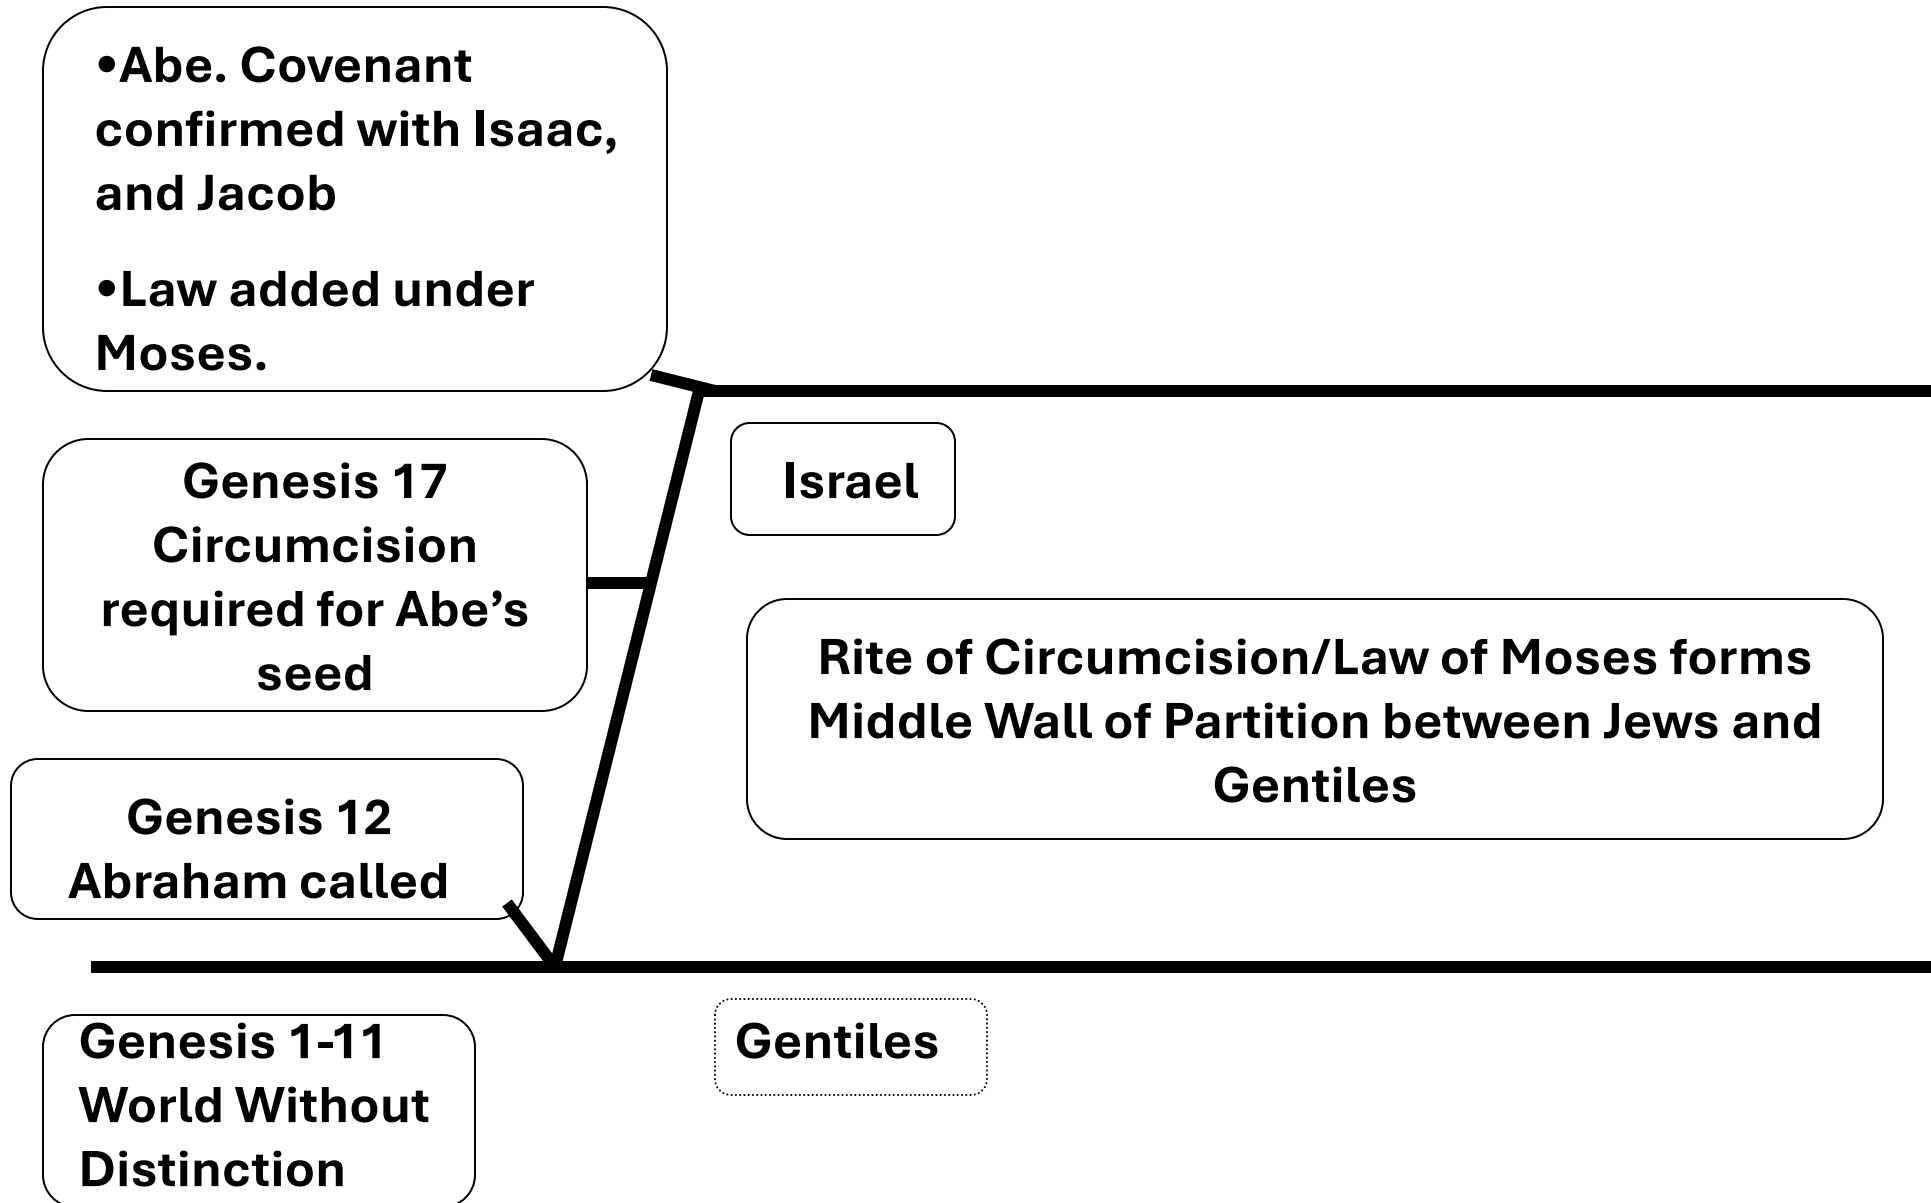 •Abe. Covenant
confirmed with Isaac,
and Jacob
•Law added under
Moses.
Genesis 17
Circumcision
required for Abe’s
seed
Israel
Rite of Circumcision/Law of Moses forms
Middle Wall of Partition between Jews and
Gentiles
Genesis 12
Abraham called
Genesis 1-11
World Without
Distinction
Gentiles